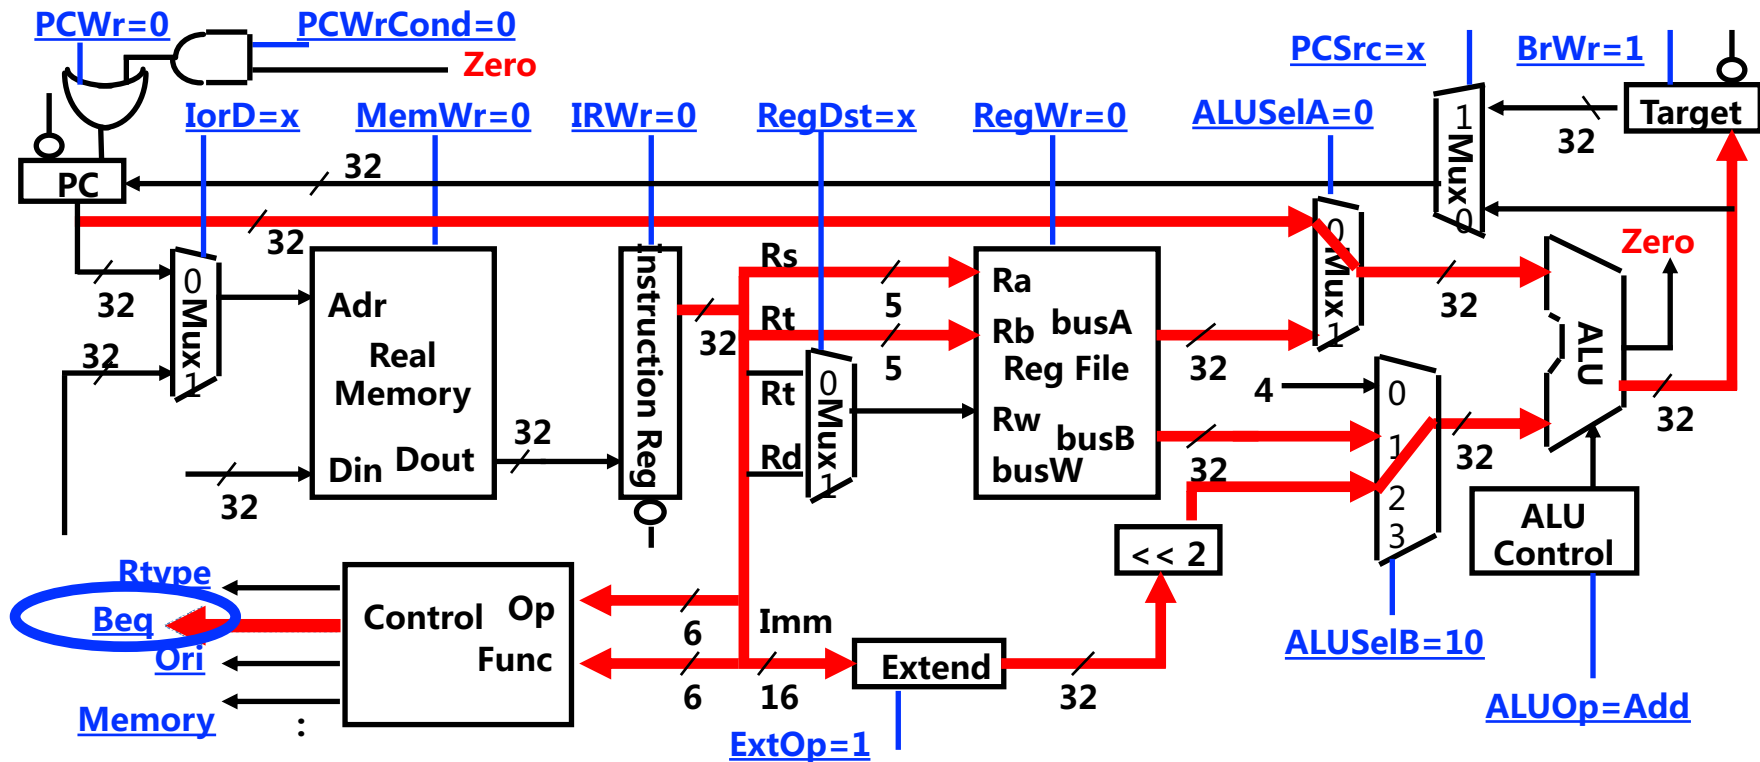 PCWr=0 PCWrCond=0
Zero
PCSrc=x BrWr=1
IorD=x MemWr=0 IRWr=0 RegDst=x RegWr=0 ALUSelA=0
1 Mux 0
Target
32
PC
32
32
0 Mux 1
Zero
32
0 Mux 1
32
Adr
Real
Memory
Din Dout
32
32
Instruction Reg
32
Rs
5
Rt
5
Rt
Rd
0 Mux 1
Ra
Rb busA
Reg File
Rw busB
busW
32
32
4
0
1
2
3
32
32
ALU
32
ALU
Control
<< 2
Rtype
Beq
Ori
Memory
:
Control Op
Func
6
6
Imm
16
Extend
32
ExtOp=1
ALUSelB=10
ALUOp=Add